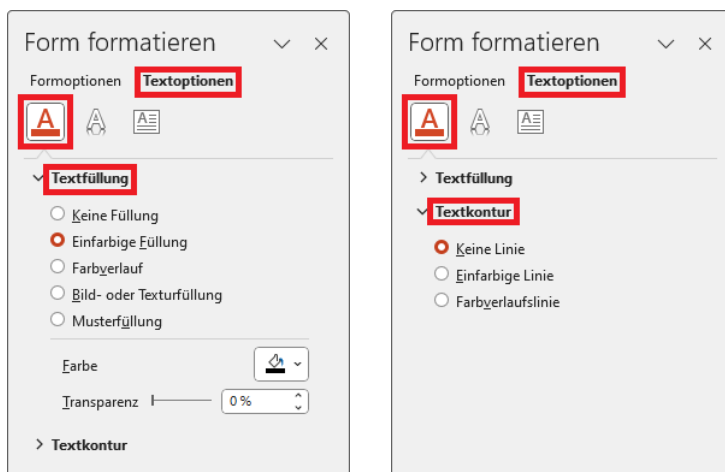 Form formatieren
Formoptionen Textoptionen
A A A
Textfüllung
Keine Füllung
Einfarbige Füllung
Farbverlauf
Bild- oder Texturfüllung
Musterfüllung
Farbe
Transparenz 0 %
Textkontur
Form formatieren
Formoptionen Textoptionen
A A A
Textfüllung
Textkontur
Keine Linie
Einfarbige Linie
Farbverlaufslinie